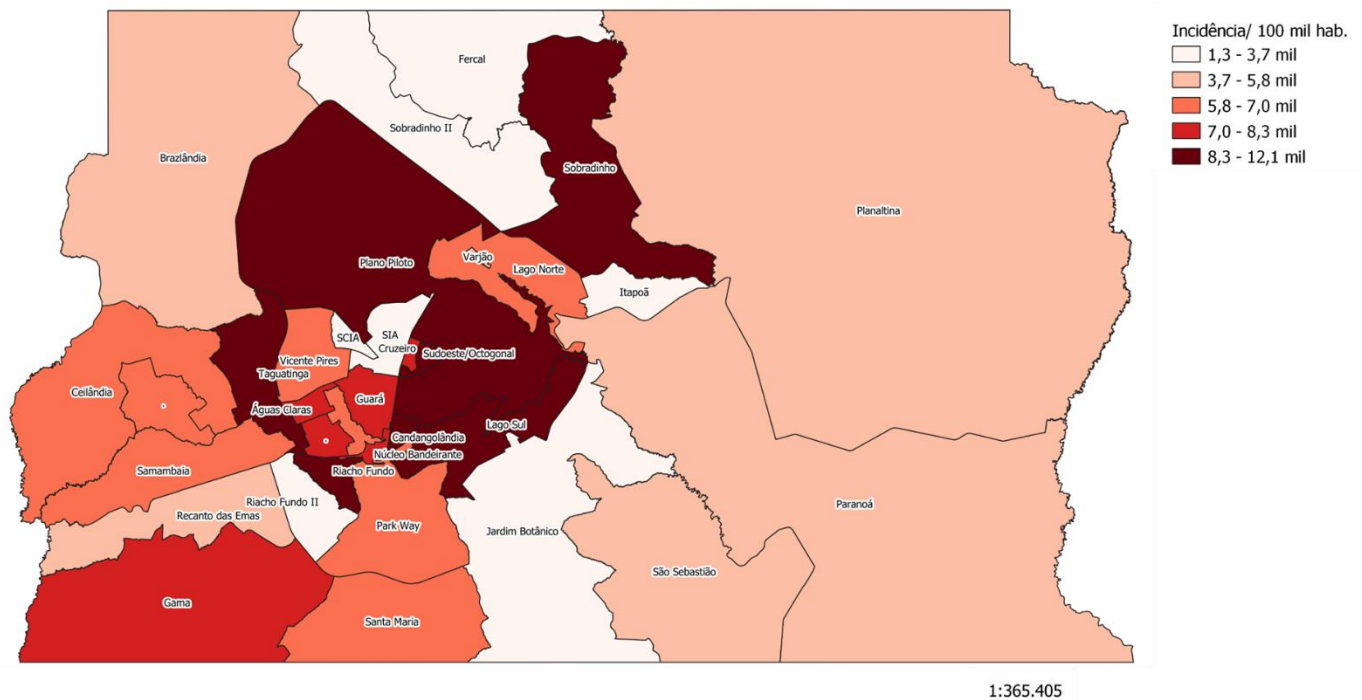 Incidência/ 100 mil hab.
1,3 - 3,7 mil
3,7 - 5,8 mil
5,8 - 7,0 mil
7,0 - 8,3 mil
8,3 - 12,1 mil
Fercal
Sobradinho II
Brazlândia
Sobradinho
Planaltina
Plano Piloto
Varjão
Lago Norte
Itapoã
SCIA
SIA
Cruzeiro
Sudoeste/Octogonal
Vicente Pires
Taguatinga
Ceilândia
Guará
Águas Claras
Lago Sul
Candangolândia
Núcleo Bandeirante
Samambaia
Riacho Fundo
Riacho Fundo II
Recanto das Emas
Park Way
Jardim Botânico
Paranoá
São Sebastião
Gama
Santa Maria
1:365.405